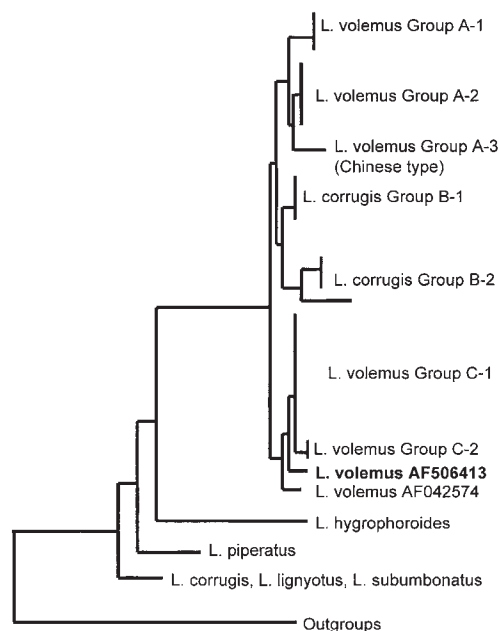 L. volemus Group A-1
L. volemus Group A-2
L. volemus Group A-3
(Chinese type)
L. corrugis Group B-1
L. corrugis Group B-2
L. volemus Group C-1
L. volemus Group C-2
L. volemus AF506413
L. volemus AF042574
L. hygrophoroides
L. piperatus
L. corrugis, L. lignyotus, L. subumbonatus
Outgroups